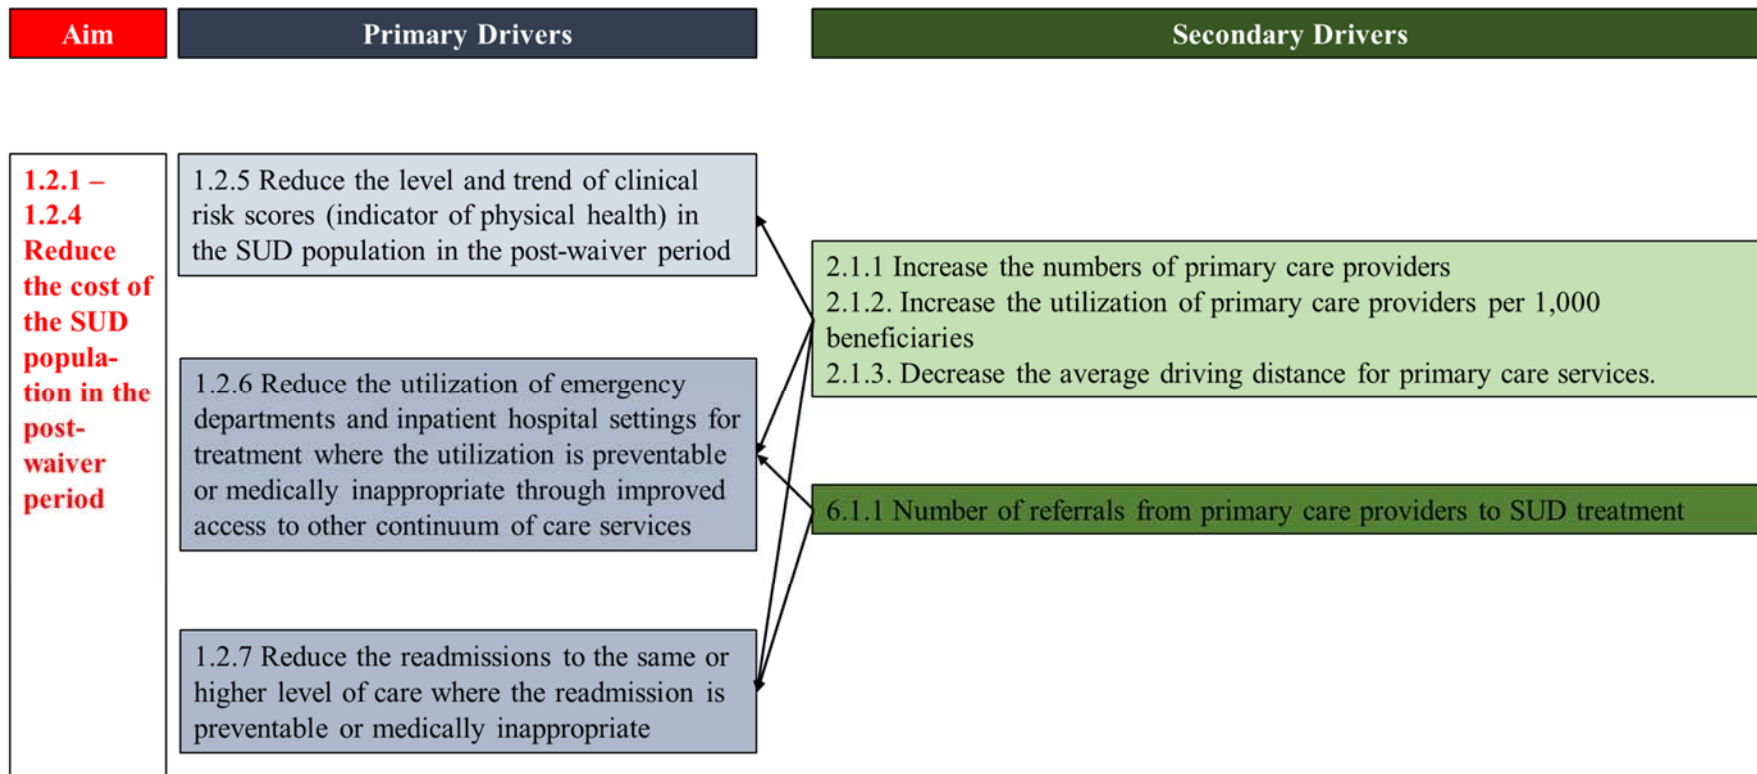 Aim
Primary Drivers
Secondary Drivers
1.2.1 –
1.2.4
Reduce
the cost of
the SUD
popula-
tion in the
post-
waiver
period
1.2.5 Reduce the level and trend of clinical
risk scores (indicator of physical health) in
the SUD population in the post-waiver period
1.2.6 Reduce the utilization of emergency
departments and inpatient hospital settings for
treatment where the utilization is preventable
or medically inappropriate through improved
access to other continuum of care services
1.2.7 Reduce the readmissions to the same or
higher level of care where the readmission is
preventable or medically inappropriate
2.1.1 Increase the numbers of primary care providers
2.1.2. Increase the utilization of primary care providers per 1,000
beneficiaries
2.1.3. Decrease the average driving distance for primary care services.
6.1.1 Number of referrals from primary care providers to SUD treatment